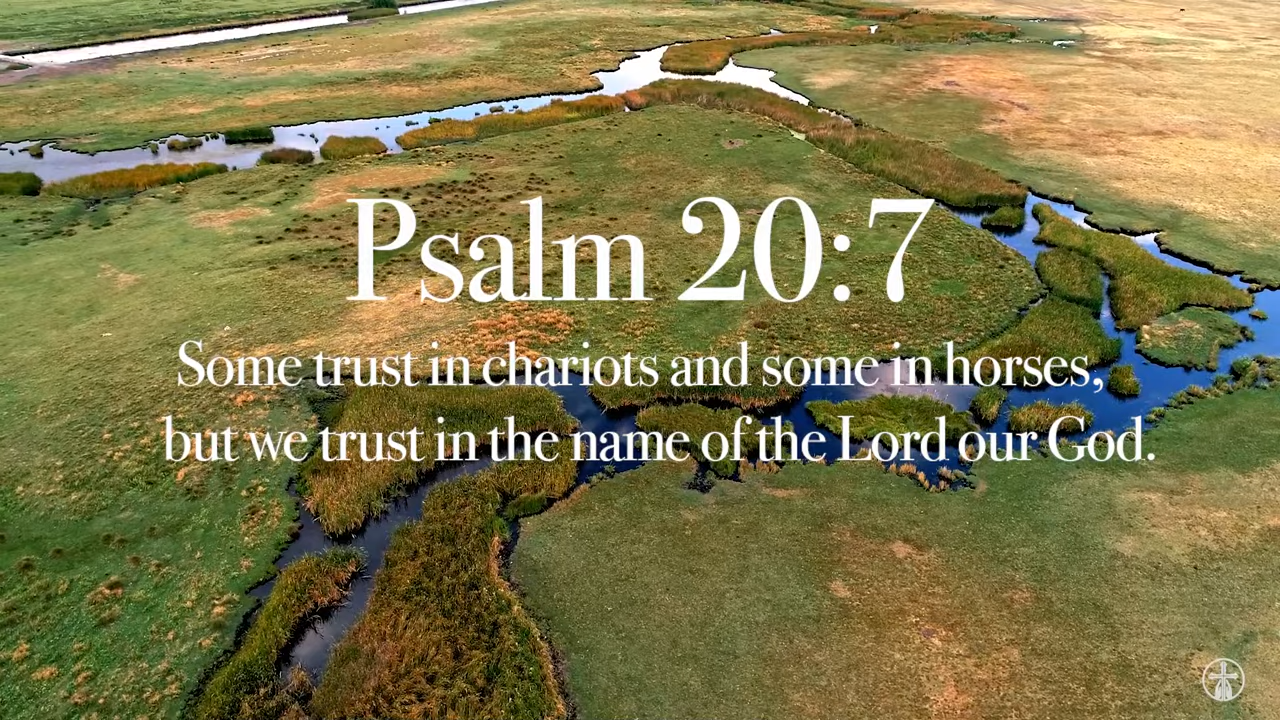 Psalm 20:7
Some trust in chariots and some in horses,
but we trust in the name of the Lord our God.